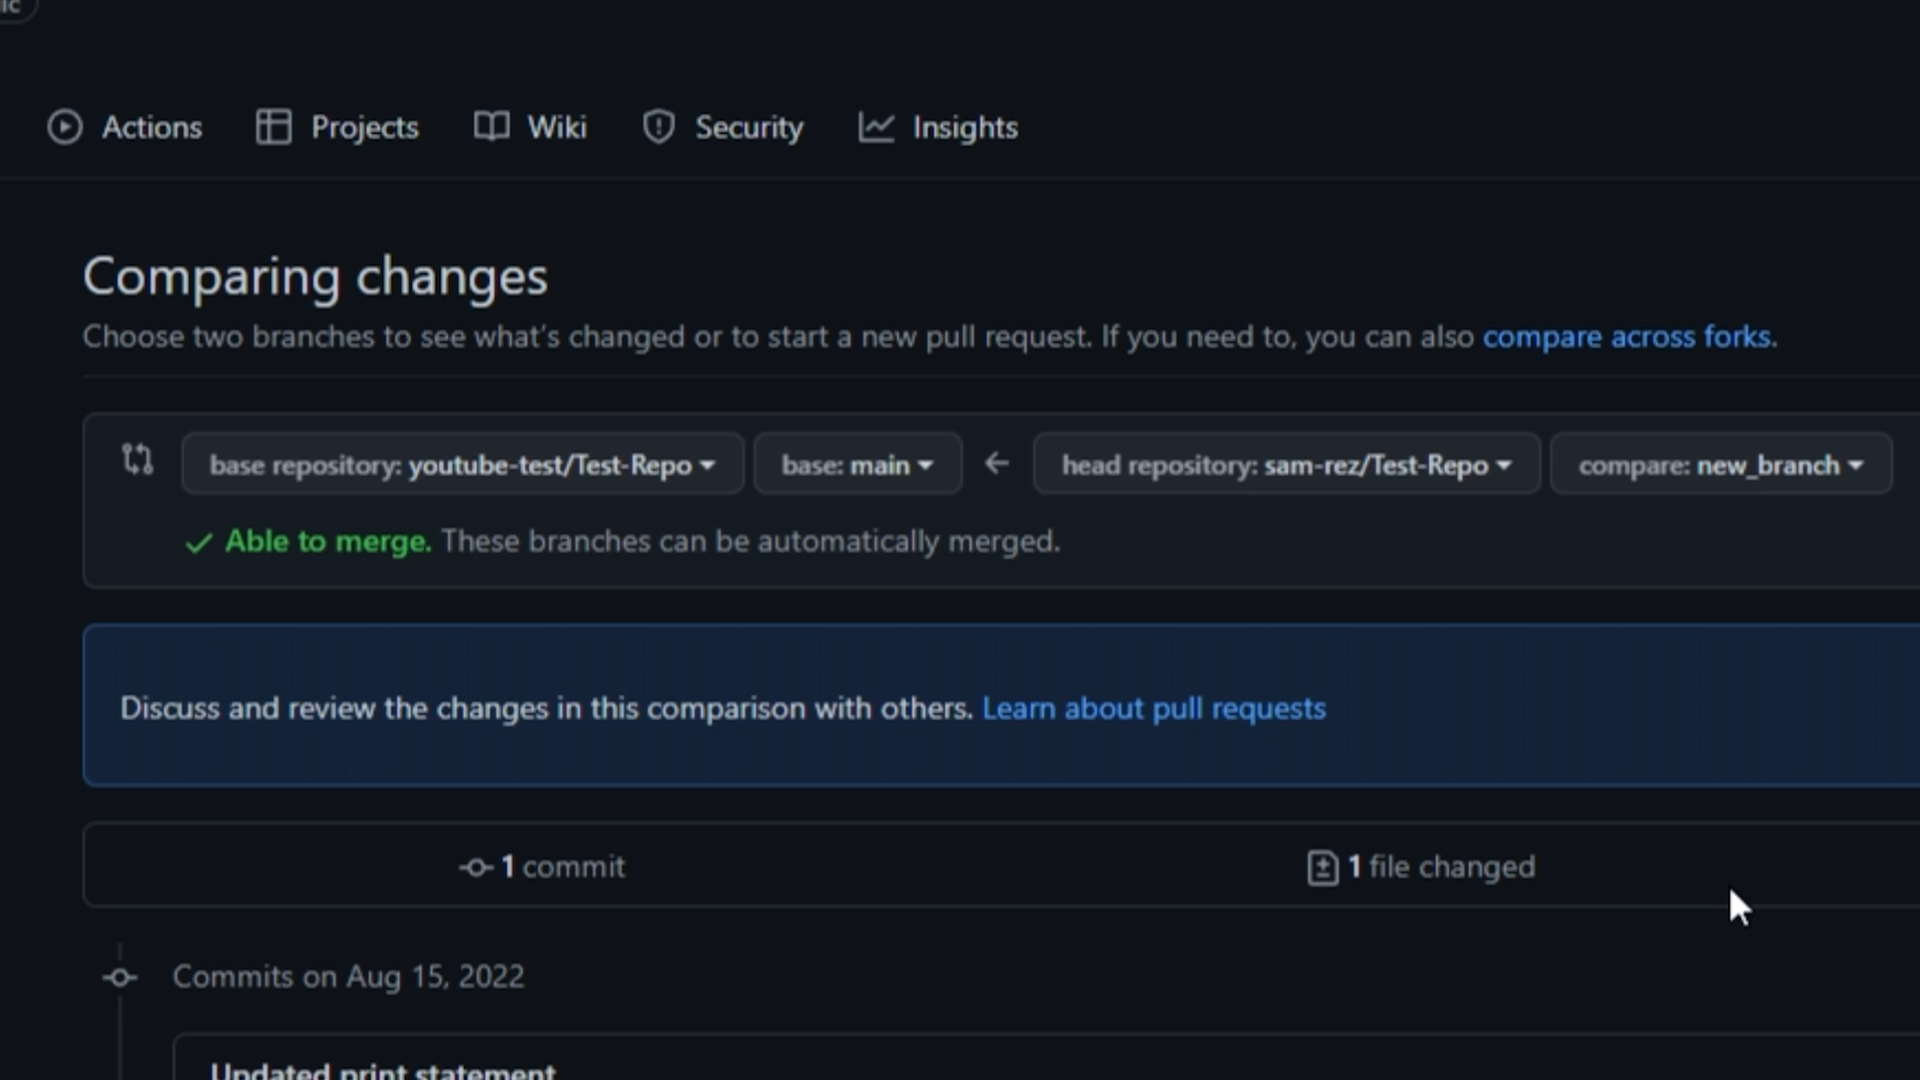 Actions Projects Wiki Security Insights
Comparing changes
Choose two branches to see what's changed or to start a new pull request. If you need to, you can also compare across forks.
base repository: youtube-test/Test-Repo base: main ← head repository: sam-rez/Test-Repo compare: new_branch
Able to merge. These branches can be automatically merged.
Discuss and review the changes in this comparison with others. Learn about pull requests
1 commit 1 file changed
Commits on Aug 15, 2022
Updated print statement